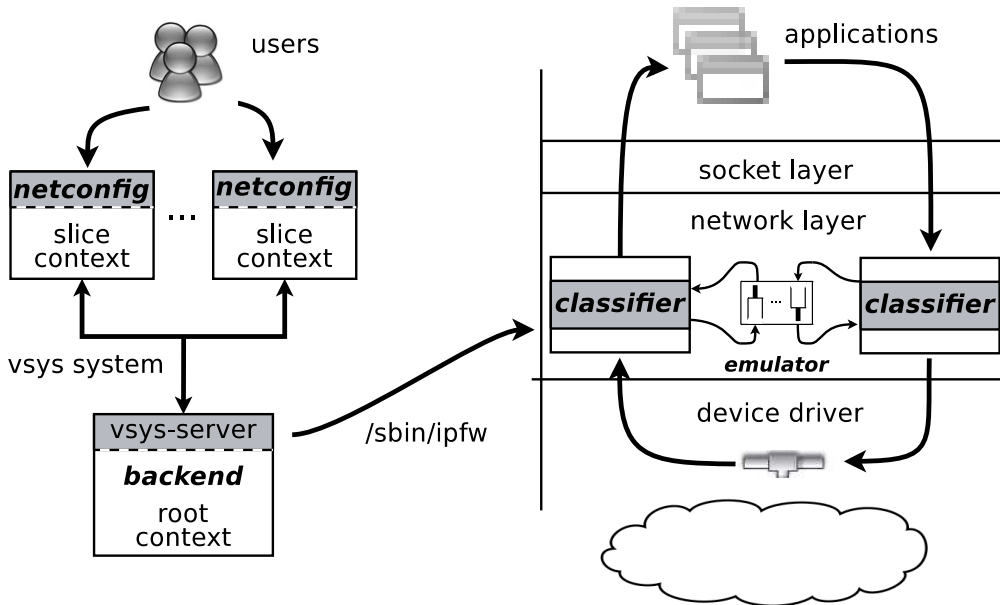 users
netconfig
slice
context
...
netconfig
slice
context
vsys system
vsys-server
backend
root
context
/sbin/ipfw
applications
socket layer
network layer
classifier
...
emulator
classifier
device driver